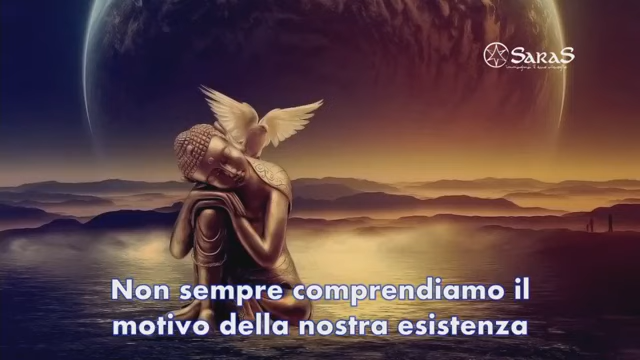 SaraS
Non sempre comprendiamo il
motivo della nostra esistenza